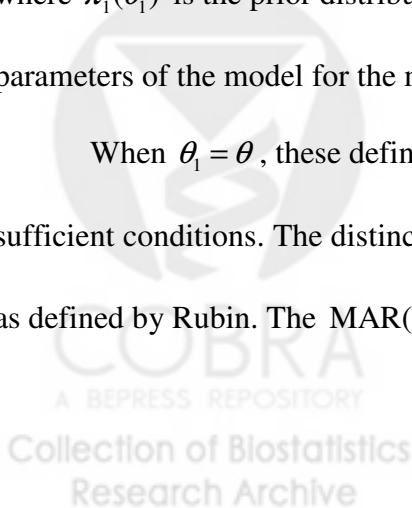 where π₁(θ₁) is the prior distribu
parameters of the model for the
When θ₁ = θ, these defin
sufficient conditions. The distinc
as defined by Rubin. The MAR(
COBRA
A BEPRESS REPOSITORY
Collection of Biostatistics
Research Archive